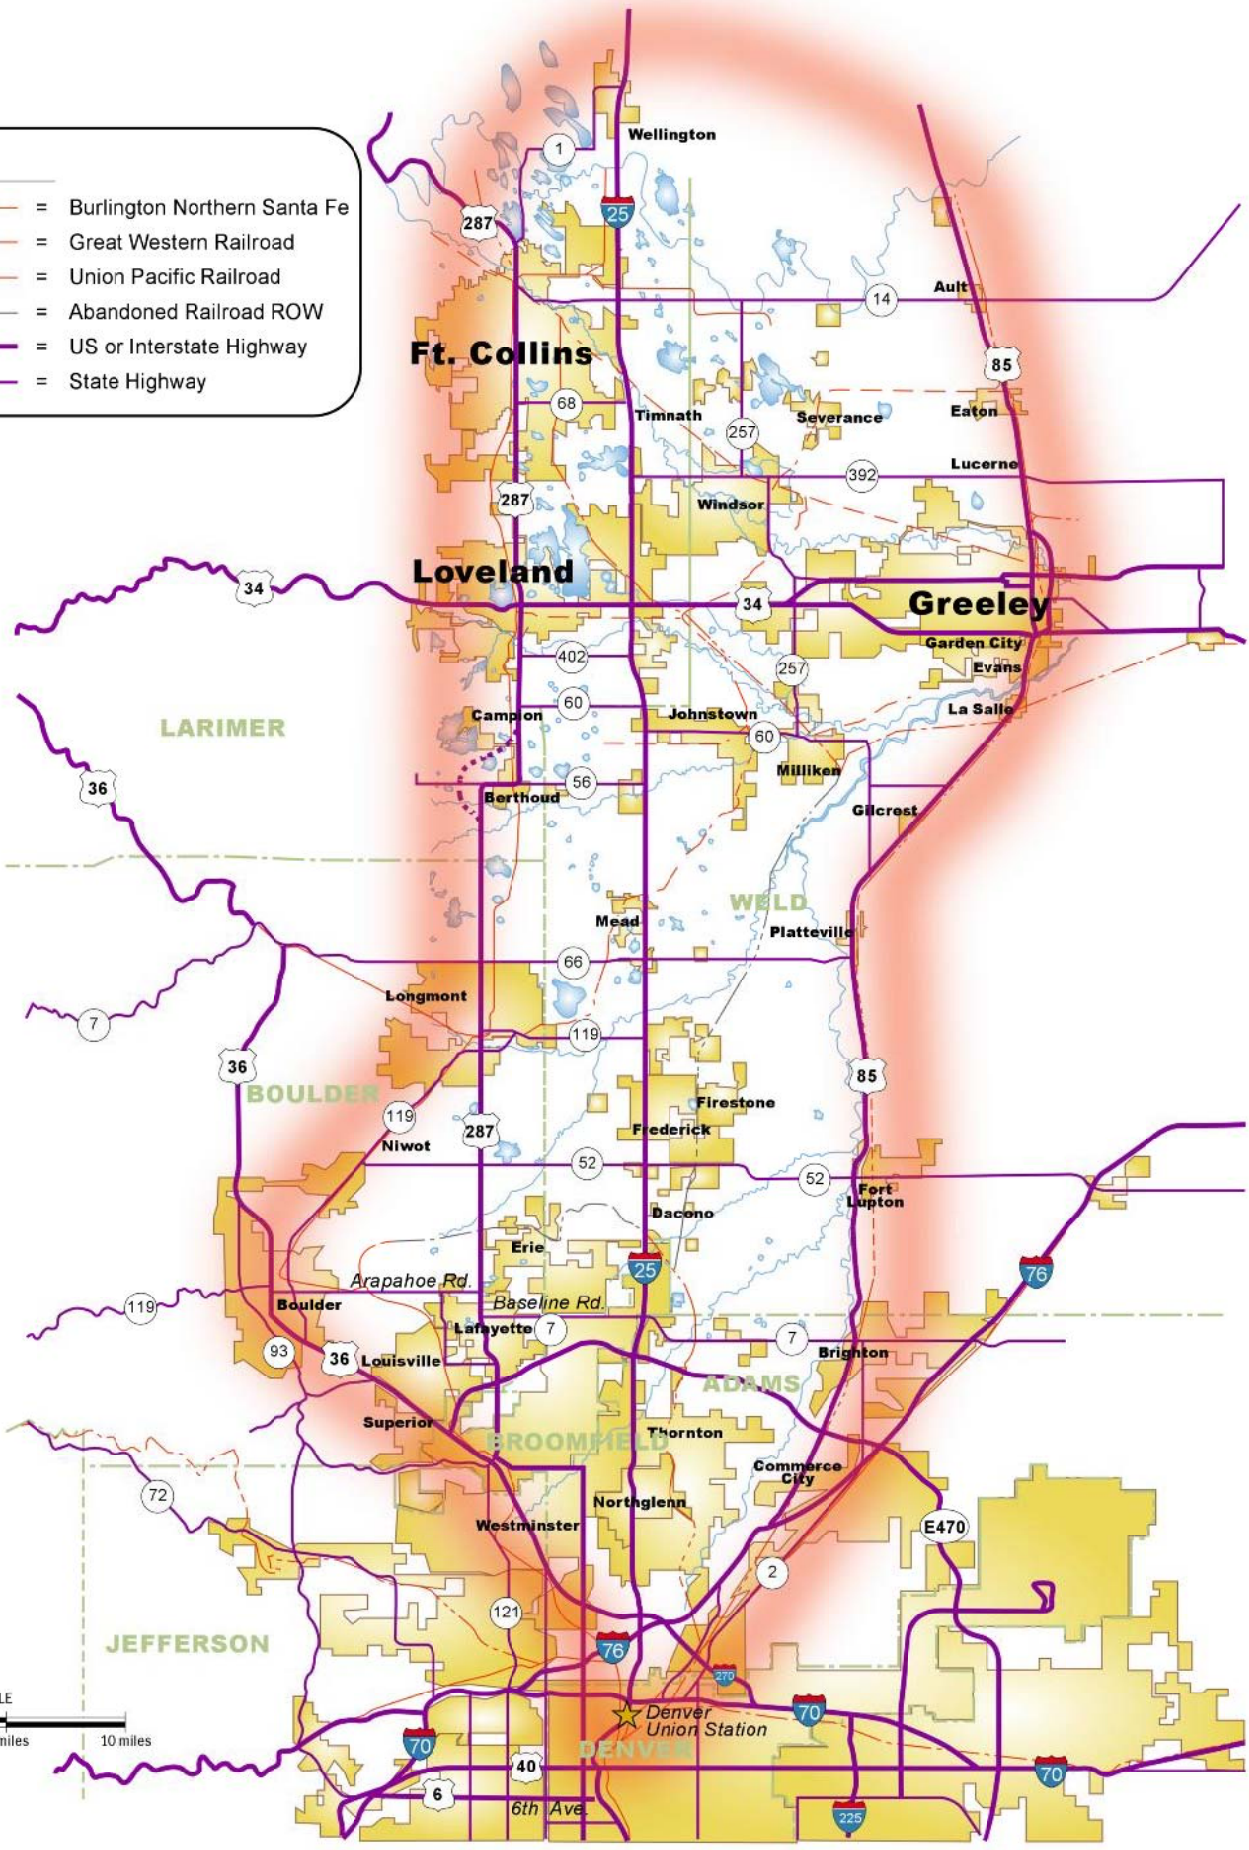 Wellington
1
= Burlington Northern Santa Fe
287
25
= Great Western Railroad
= Union Pacific Railroad
Ault
14
= Abandoned Railroad ROW
= US or Interstate Highway
Ft. Collins
85
= State Highway
68
Timnath
257
Severance
Eaton
Lucerne
392
287
Windsor
Loveland
34
34
Greeley
Garden City
402
257
Evans
60
La Salle
Campion
Johnstown
LARIMER
60
Milliken
36
56
Berthoud
Gilcrest
WELD
Mead
Platteville
66
Longmont
7
119
36
85
BOULDER
Firestone
119
287
Frederick
Niwot
52
52
Fort
Lupton
Dacono
Erie
25
76
Arapahoe Rd.
Baseline Rd.
119
Boulder
Lafayette
7
7
93
36
Louisville
Brighton
ADAMS
Superior
Thornton
BROOMFIELD
Commerce
City
72
Northglenn
Westminster
E470
2
121
JEFFERSON
76
270
LE
Denver
Union Station
70
miles
10 miles
70
DENVER
40
70
6
6th Ave.
225